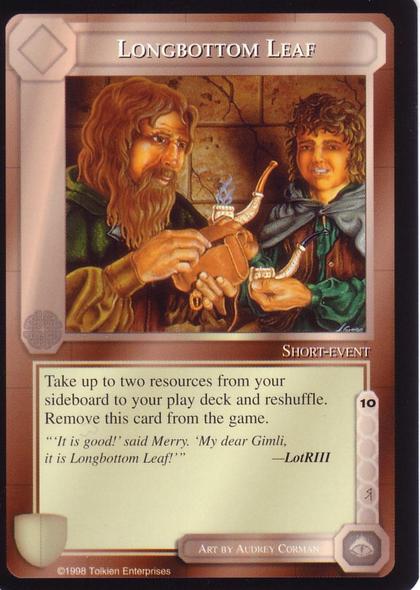 LONGBOTTOM LEAF
SHORT-EVENT
Take up to two resources from your
sideboard to your play deck and reshuffle.
Remove this card from the game.
“‘It is good!’ said Merry. ‘My dear Gimli,
it is Longbottom Leaf!’” —LotRIII
10
ART BY AUDREY CORMAN
©1998 Tolkien Enterprises